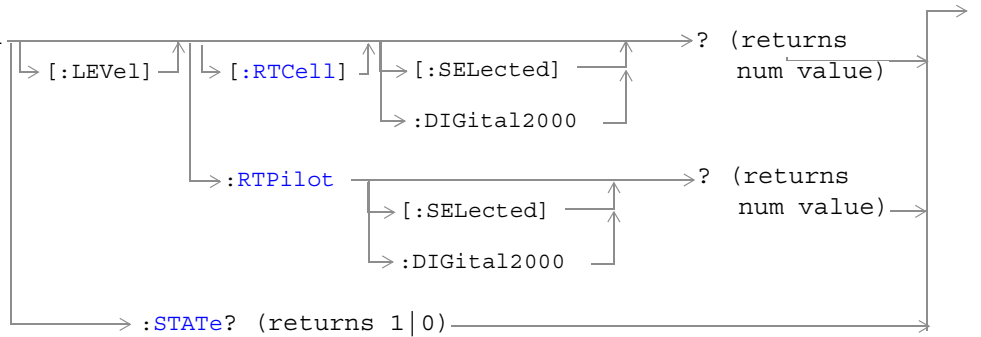 ? (returns
num value)
[:LEVel]
[:RTCell]
[:SELected]
:DIGital2000
:RTPilot
? (returns
num value)
[:SELected]
:DIGital2000
:STATe? (returns 1|0)